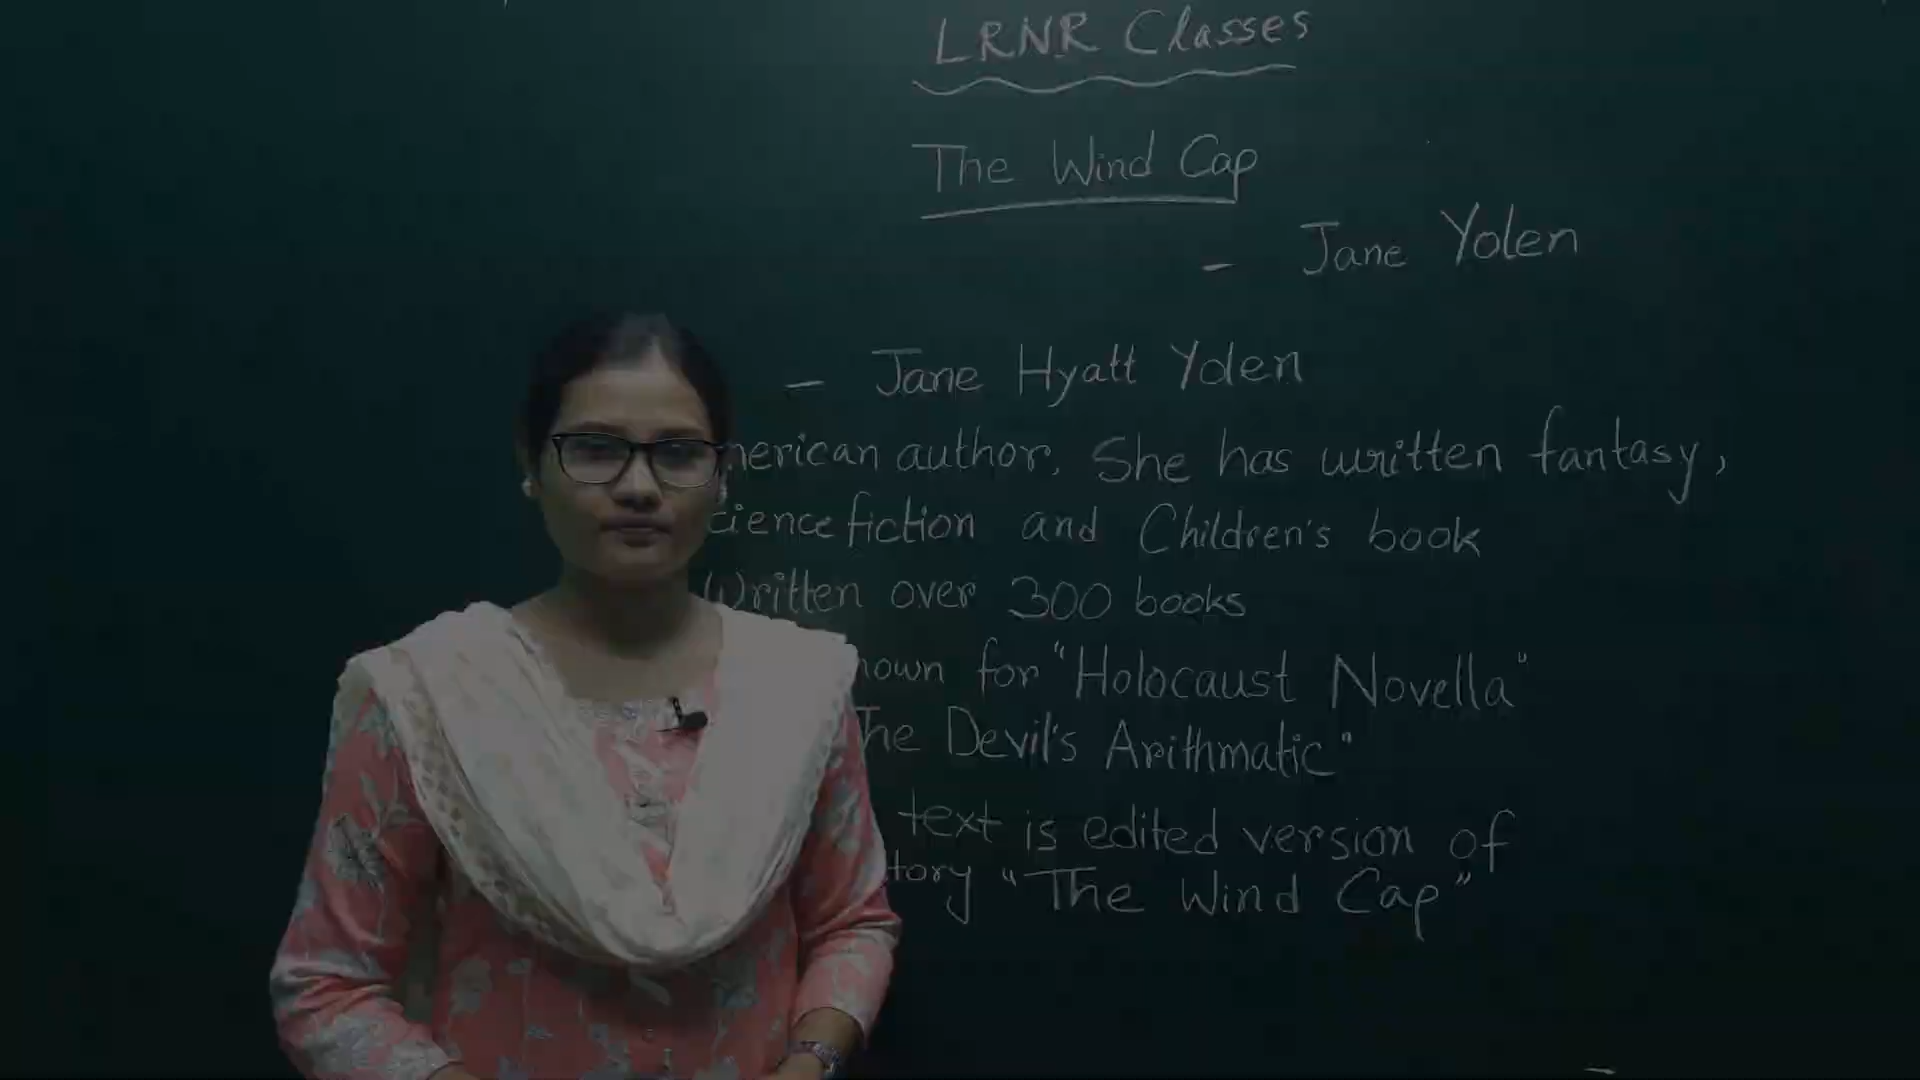 LRNR Classes
The Wind Cap
- Jane Yolen
- Jane Hyatt Yolen
merican author. She has written fantasy,
cience fiction and Children's book
Written over 300 books
nown for "Holocaust Novella"
The Devil's Arithmatic"
text is edited version of
tory "The Wind Cap"